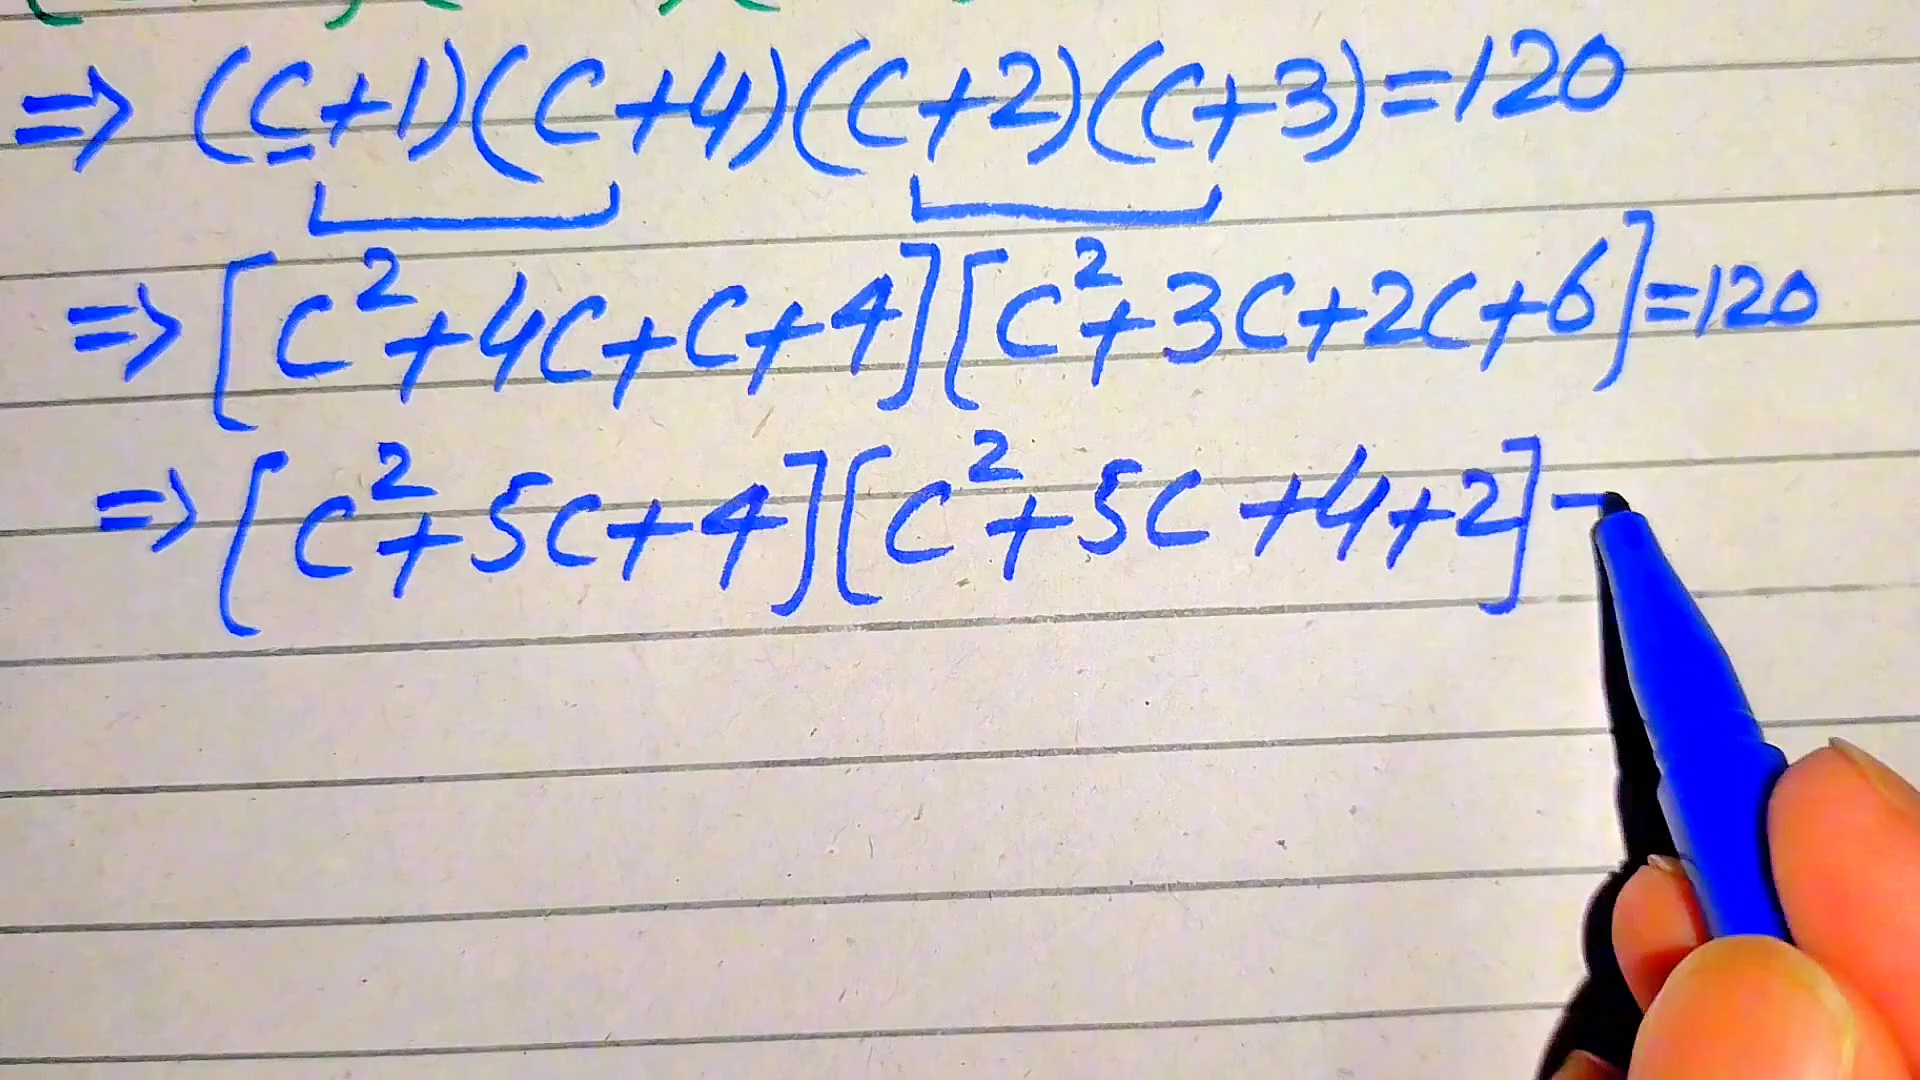 ⇒ (C+1)(C+4)(C+2)(C+3)=120
⇒ [C²+4C+C+4][C²+3C+2C+6]=120
⇒ [C²+5C+4][C²+5C+4+2] -